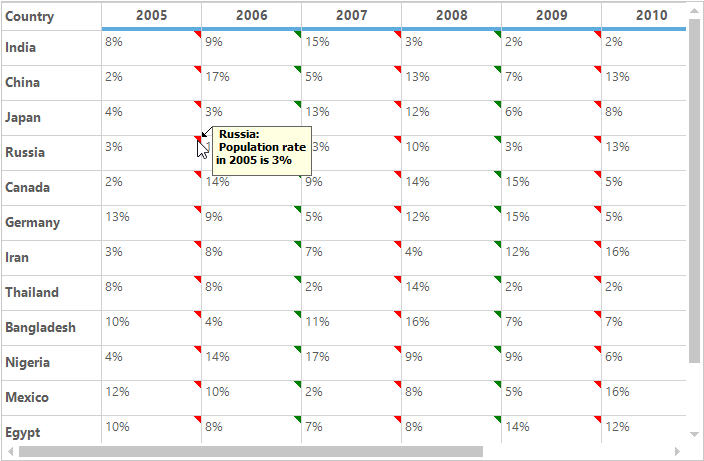 Country 2005 2006 2007 2008 2009 2010
India 8% 9% 15% 3% 2% 2%
China 2% 17% 5% 13% 7% 13%
Japan 4% 3% 13% 12% 6% 8%
Russia:
Population rate
in 2005 is 3%
Russia 3% 10% 3% 13%
Canada 2% 14% 9% 14% 15% 5%
Germany 13% 9% 5% 12% 15% 5%
Iran 3% 8% 7% 4% 12% 16%
Thailand 8% 8% 2% 14% 2% 2%
Bangladesh 10% 4% 11% 16% 7% 7%
Nigeria 4% 14% 17% 9% 9% 6%
Mexico 12% 10% 2% 8% 5% 16%
Egypt 10% 8% 7% 8% 14% 12%